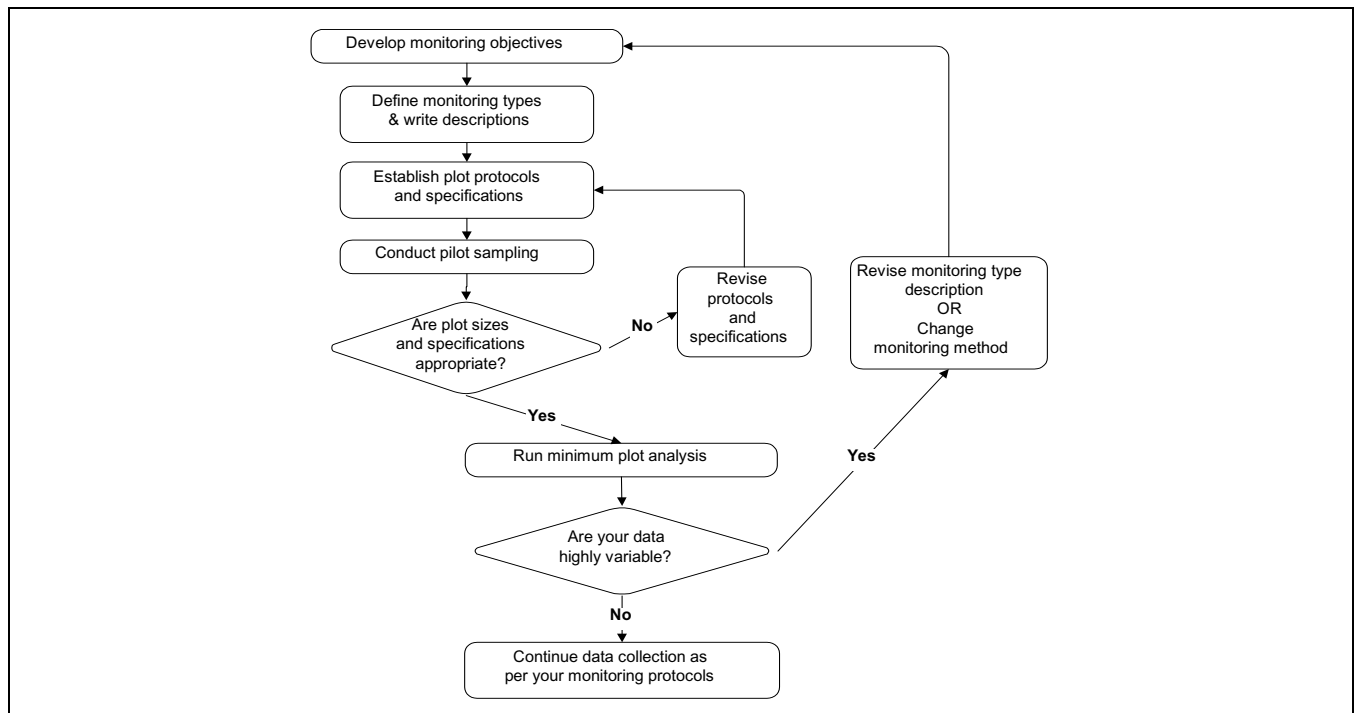 Develop monitoring objectives
Define monitoring types
& write descriptions
Establish plot protocols
and specifications
Conduct pilot sampling
Are plot sizes
and specifications
appropriate?
No
Revise
protocols
and
specifications
Revise monitoring type
description
OR
Change
monitoring method
Yes
Run minimum plot analysis
Yes
Are your data
highly variable?
No
Continue data collection as
per your monitoring protocols